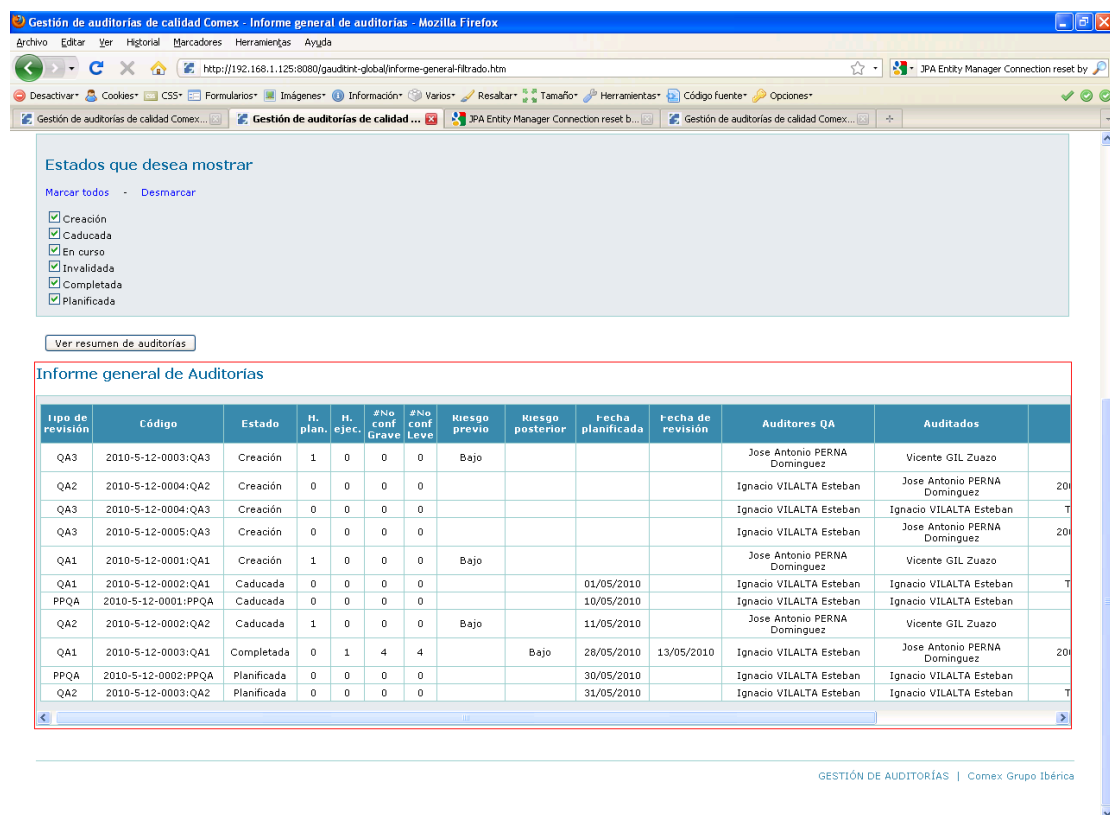 Gestión de auditorías de calidad Comex - Informe general de auditorías - Mozilla Firefox
Archivo Editar Ver Historial Marcadores Herramientas Ayuda
http://192.168.1.125:8080/gauditint-global/informe-general-filtrado.htm JPA Entity Manager Connection reset by
Desactivar Cookies CSS Formularios Imágenes Información Varios Resaltar Tamaño Herramientas Código fuente Opciones
Gestión de auditorías de calidad Comex... Gestión de auditorías de calidad ... JPA Entity Manager Connection reset b... Gestión de auditorías de calidad Comex...
Estados que desea mostrar
Marcar todos - Desmarcar
Creación
Caducada
En curso
Invalidada
Completada
Planificada
Ver resumen de auditorías
Informe general de Auditorías
Tipo de revisión Código Estado H. plan. H. ejec. #No conf Grave #No conf Leve Riesgo previo Riesgo posterior Fecha planificada Fecha de revisión Auditores QA Auditados
QA3 2010-5-12-0003:QA3 Creación 1 0 0 0 Bajo Jose Antonio PERNA Dominguez Vicente GIL Zuazo
QA2 2010-5-12-0004:QA2 Creación 0 0 0 0 Ignacio VILALTA Esteban Jose Antonio PERNA Dominguez 200
QA3 2010-5-12-0004:QA3 Creación 0 0 0 0 Ignacio VILALTA Esteban Ignacio VILALTA Esteban T
QA3 2010-5-12-0005:QA3 Creación 0 0 0 0 Ignacio VILALTA Esteban Jose Antonio PERNA Dominguez 200
QA1 2010-5-12-0001:QA1 Creación 1 0 0 0 Bajo Jose Antonio PERNA Dominguez Vicente GIL Zuazo
QA1 2010-5-12-0002:QA1 Caducada 0 0 0 0 01/05/2010 Ignacio VILALTA Esteban Ignacio VILALTA Esteban T
PPQA 2010-5-12-0001:PPQA Caducada 0 0 0 0 10/05/2010 Ignacio VILALTA Esteban Ignacio VILALTA Esteban
QA2 2010-5-12-0002:QA2 Caducada 1 0 0 0 Bajo 11/05/2010 Jose Antonio PERNA Dominguez Vicente GIL Zuazo
QA1 2010-5-12-0003:QA1 Completada 0 1 4 4 Bajo 28/05/2010 13/05/2010 Ignacio VILALTA Esteban Jose Antonio PERNA Dominguez 200
PPQA 2010-5-12-0002:PPQA Planificada 0 0 0 0 30/05/2010 Ignacio VILALTA Esteban Ignacio VILALTA Esteban
QA2 2010-5-12-0003:QA2 Planificada 0 0 0 0 31/05/2010 Ignacio VILALTA Esteban Ignacio VILALTA Esteban T
GESTIÓN DE AUDITORÍAS | Comex Grupo Ibérica